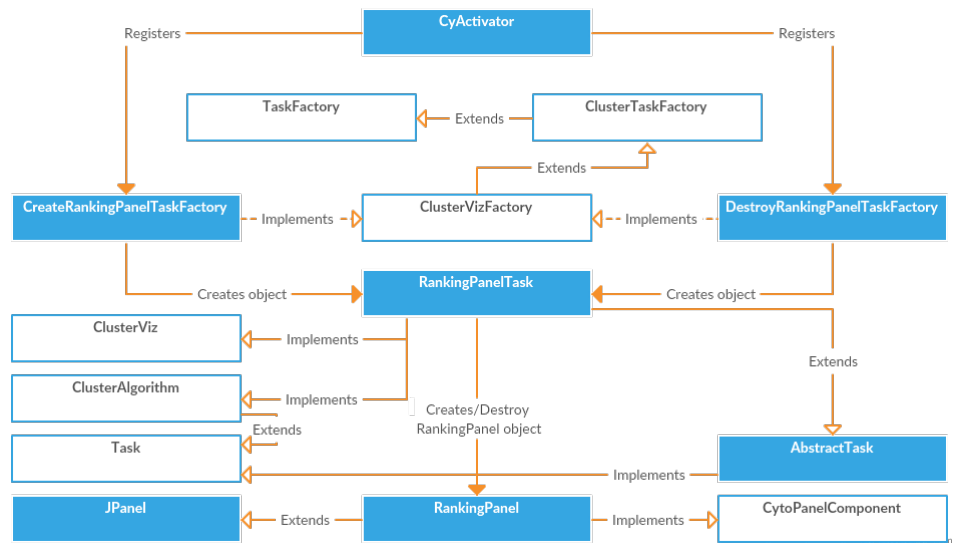 CyActivator
Registers
Registers
TaskFactory
Extends
ClusterTaskFactory
Extends
CreateRankingPanelTaskFactory
Implements
ClusterVizFactory
Implements
DestroyRankingPanelTaskFactory
Creates object
RankingPanelTask
Creates object
ClusterViz
Implements
Extends
ClusterAlgorithm
Implements
Creates/Destroy
RankingPanel object
Extends
Task
AbstractTask
Implements
JPanel
Extends
RankingPanel
Implements
CytoPanelComponent